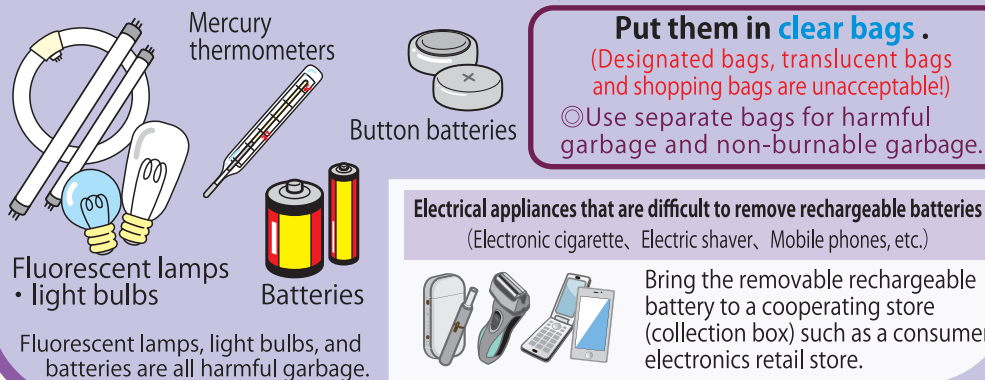 Mercury
thermometers
Button batteries
Fluorescent lamps
・light bulbs
Batteries
Fluorescent lamps, light bulbs, and
batteries are all harmful garbage.
Put them in clear bags .
(Designated bags, translucent bags
and shopping bags are unacceptable!)
◎Use separate bags for harmful
garbage and non-burnable garbage.
Electrical appliances that are difficult to remove rechargeable batteries
（Electronic cigarette、Electric shaver、Mobile phones, etc.）
Bring the removable rechargeable
battery to a cooperating store
(collection box) such as a consumer
electronics retail store.